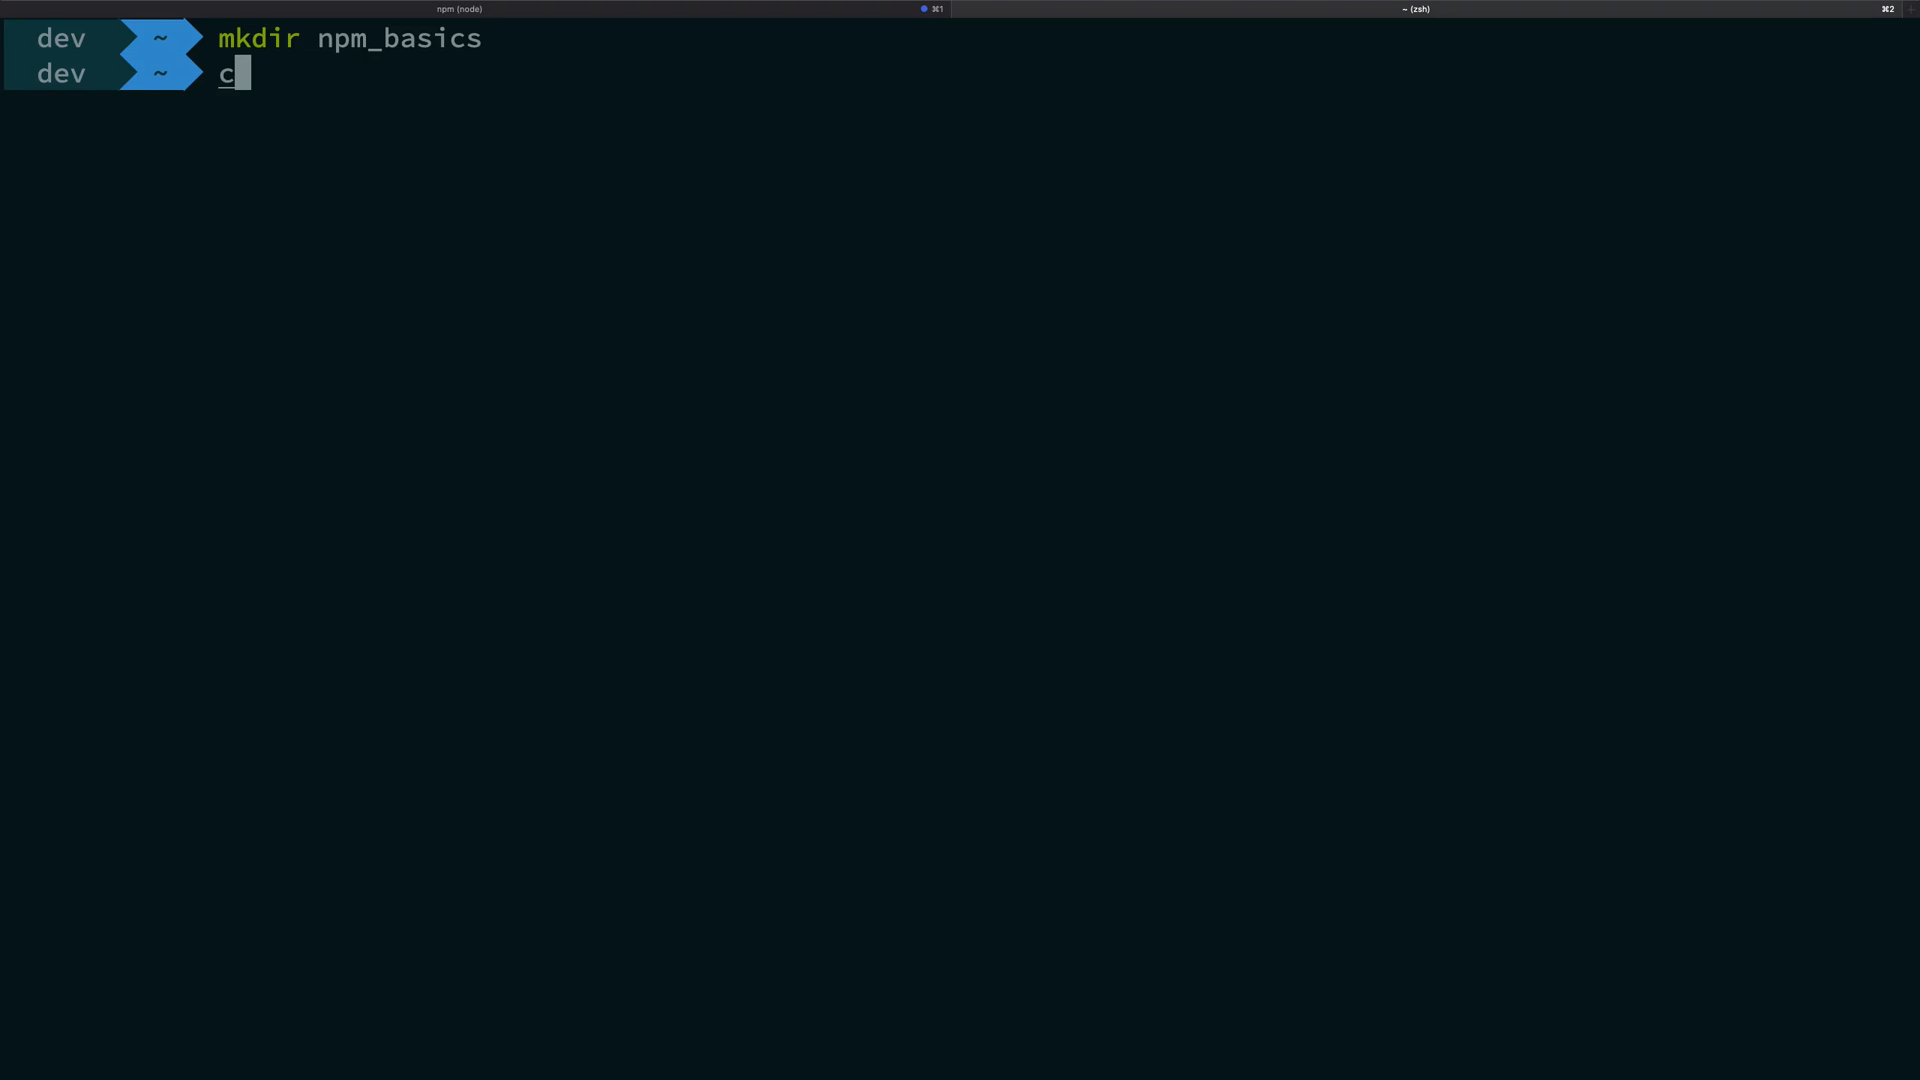 npm (node) ⌘1 ~ (zsh) ⌘2 +
dev ~ mkdir npm_basics
dev ~ c